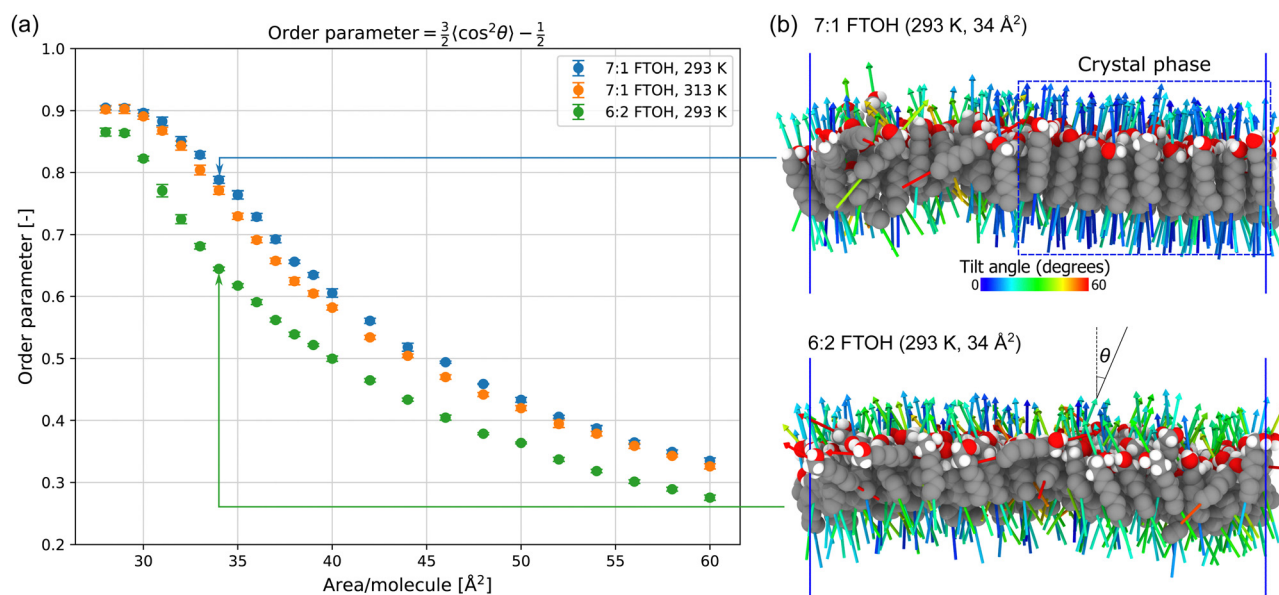 (a)
Order parameter = 3/2⟨cos²θ⟩ − 1/2
1.0
0.9
0.8
0.7
0.6
0.5
0.4
0.3
0.2
Order parameter [-]
30 35 40 45 50 55 60
Area/molecule [Å²]
7:1 FTOH, 293 K
7:1 FTOH, 313 K
6:2 FTOH, 293 K
(b) 7:1 FTOH (293 K, 34 Å²)
Crystal phase
Tilt angle (degrees)
0 60
6:2 FTOH (293 K, 34 Å²)
θ